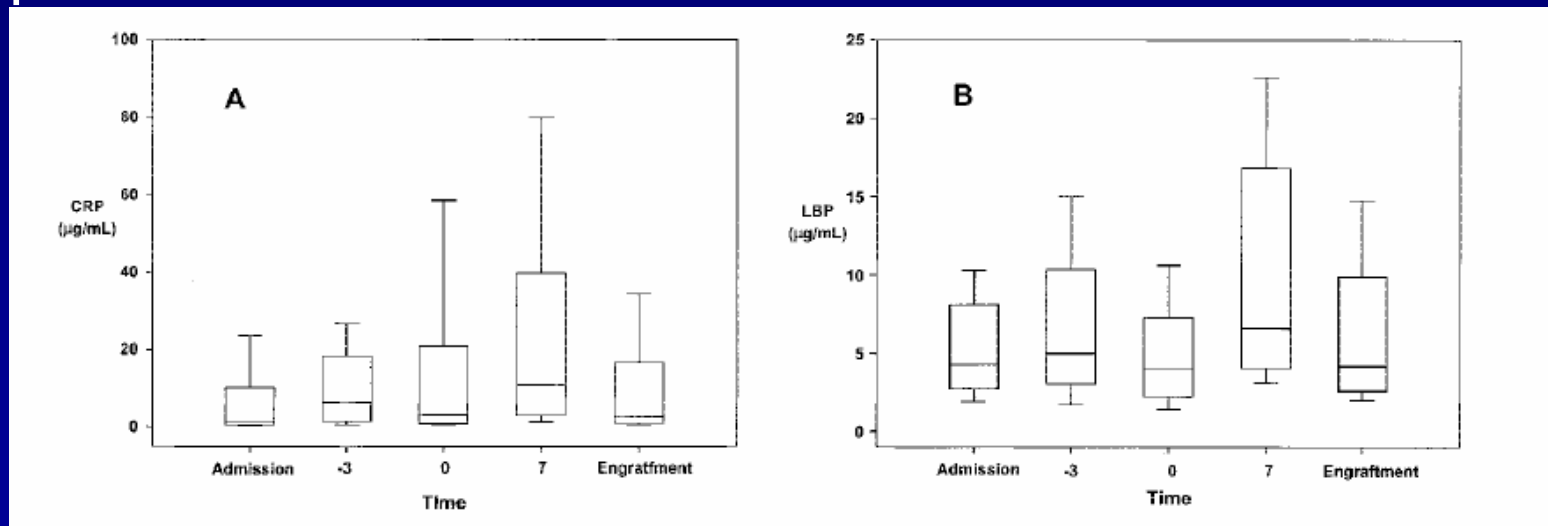 A
100
80
60
40
20
0
CRP
(µg/mL)
Admission -3 0 7 Engratfment
Time
B
25
20
15
10
5
0
LBP
(µg/mL)
Admission -3 0 7 Engraftment
Time